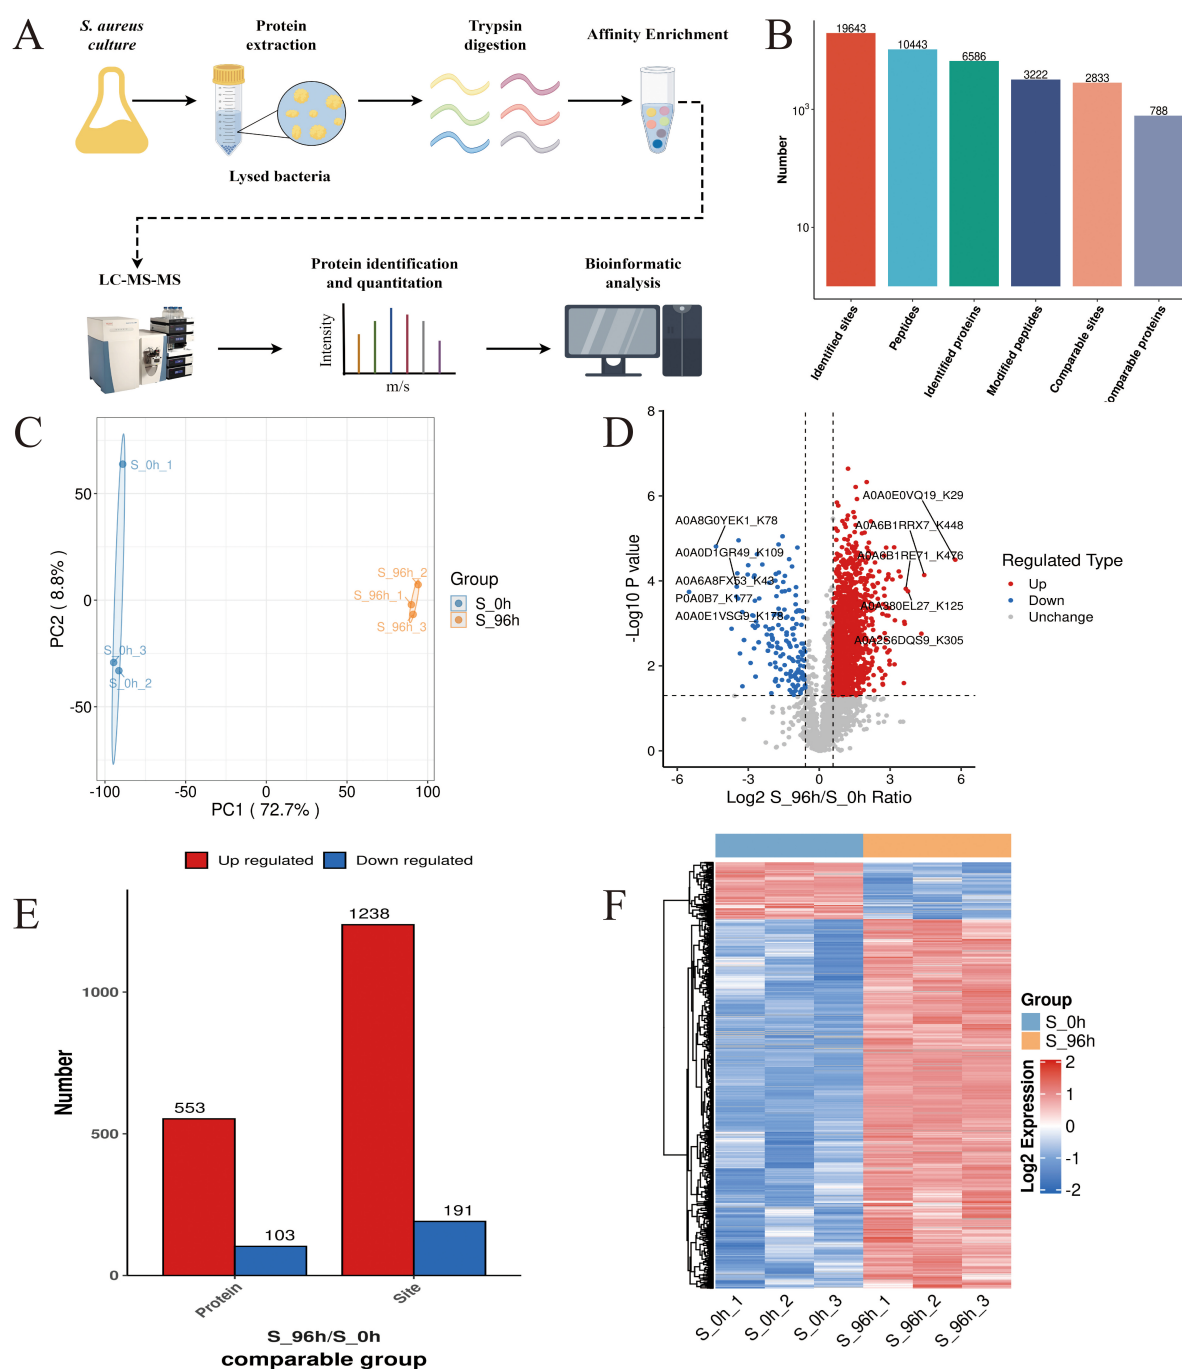 A
S. aureus
culture
Protein
extraction
Trypsin
digestion
Affinity Enrichment
Lysed bacteria
LC-MS-MS
Protein identification
and quantitation
Bioinformatic
analysis
Intensity
m/s
B
19643
10443
6586
3222
2833
788
10³
10
Number
Identified sites
Peptides
Identified proteins
Modified peptides
Comparable sites
omparable proteins
C
S_0h_1
S_0h_3
S_0h_2
S_96h_2
S_96h_1
S_96h_3
50
0
-50
PC2 ( 8.8% )
-100
-50
0
50
100
PC1 ( 72.7% )
Group
S_0h
S_96h
D
8
6
4
2
0
-Log10 P value
A0A8G0YEK1_K78
A0A0D1GR49_K109
A0A6A8FX53_K43
P0A0B7_K177
A0A0E1VSG9_K178
A0A0E0VQ19_K29
A0A6B1RRX7_K448
A0A6B1RE71_K476
A0A380EL27_K125
A0A2S6DQS9_K305
-6
-3
0
3
6
Log2 S_96h/S_0h Ratio
Regulated Type
Up
Down
Unchange
E
Up regulated
Down regulated
1238
553
103
191
1000
500
0
Number
Protein
Site
S_96h/S_0h
comparable group
F
Group
S_0h
S_96h
Log2 Expression
2
1
0
-1
-2
S_0h_1
S_0h_2
S_0h_3
S_96h_1
S_96h_2
S_96h_3